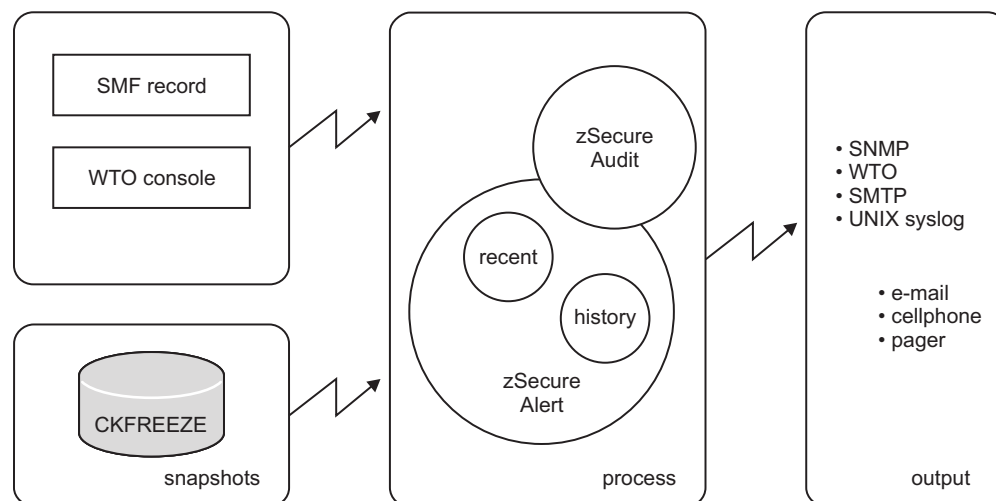 SMF record
WTO console
CKFREEZE
snapshots
zSecure
Audit
recent
history
zSecure
Alert
process
• SNMP
• WTO
• SMTP
• UNIX syslog
• e-mail
• cellphone
• pager
output